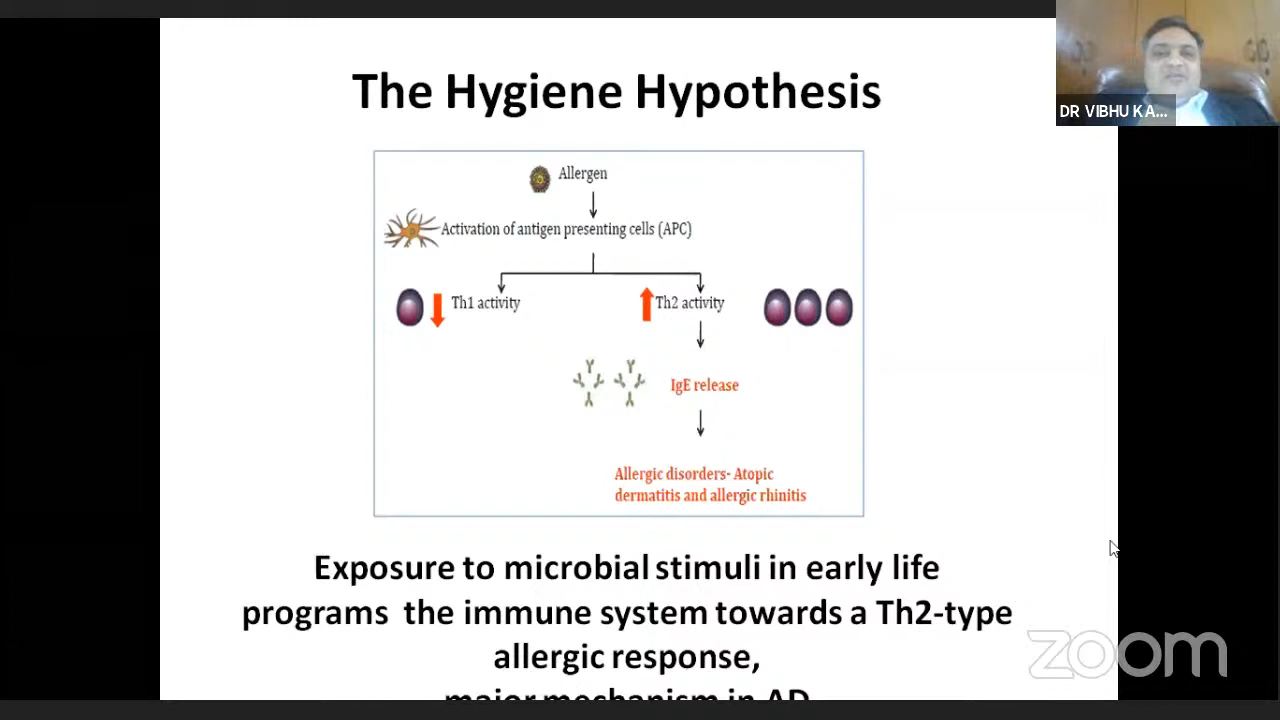 The Hygiene Hypothesis
DR VIBHU KA...
Allergen
Activation of antigen presenting cells (APC)
Th1 activity
Th2 activity
IgE release
Allergic disorders- Atopic
dermatitis and allergic rhinitis
Exposure to microbial stimuli in early life
programs the immune system towards a Th2-type
allergic response,
major mechanism in AD
zoom